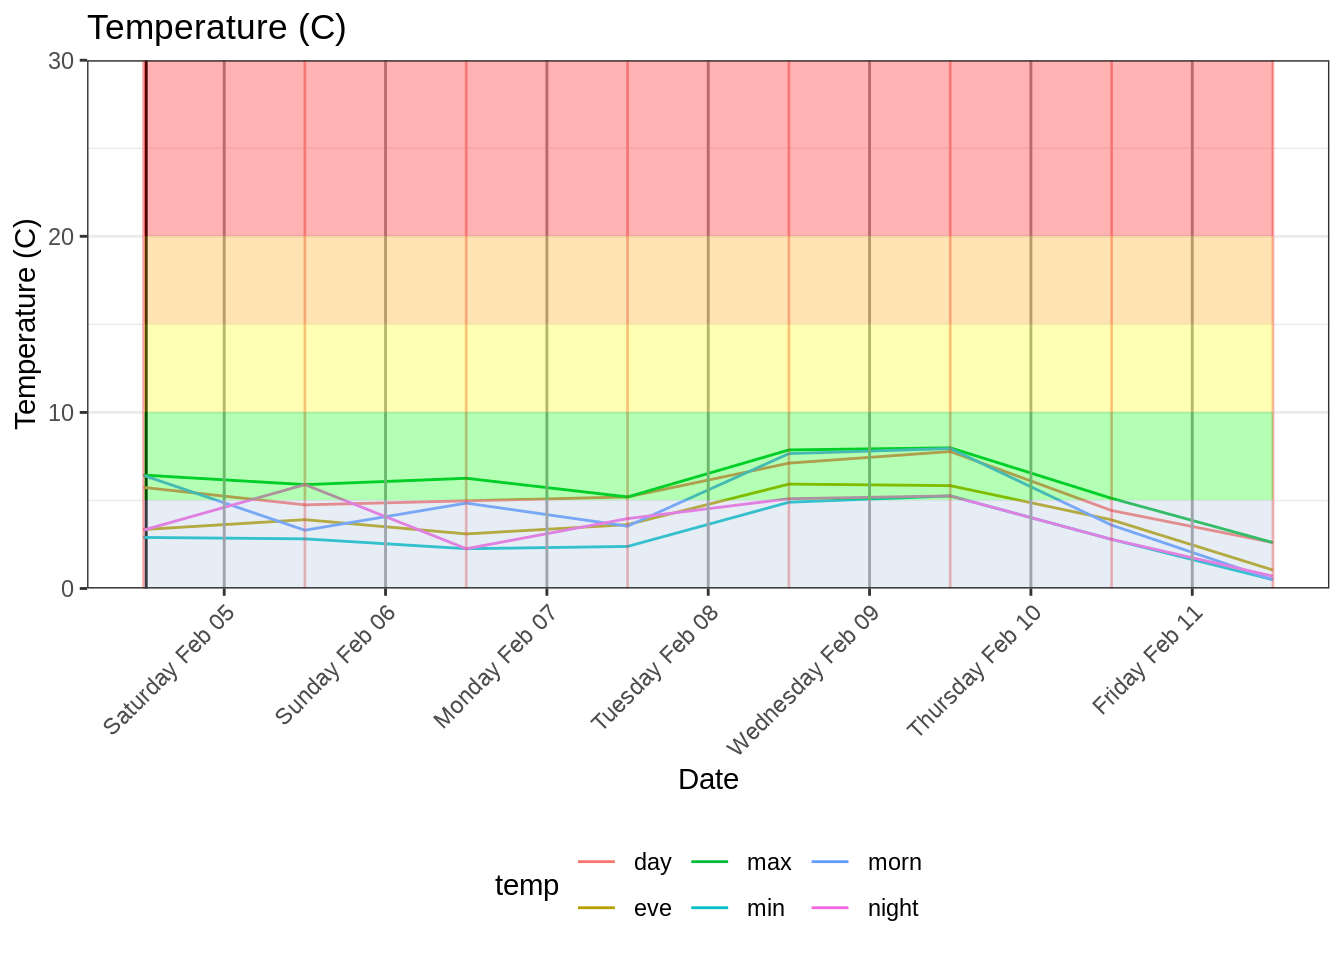 Temperature (C)
30
20
10
0
Temperature (C)
Saturday Feb 05
Sunday Feb 06
Monday Feb 07
Tuesday Feb 08
Wednesday Feb 09
Thursday Feb 10
Friday Feb 11
Date
temp
day
max
morn
eve
min
night